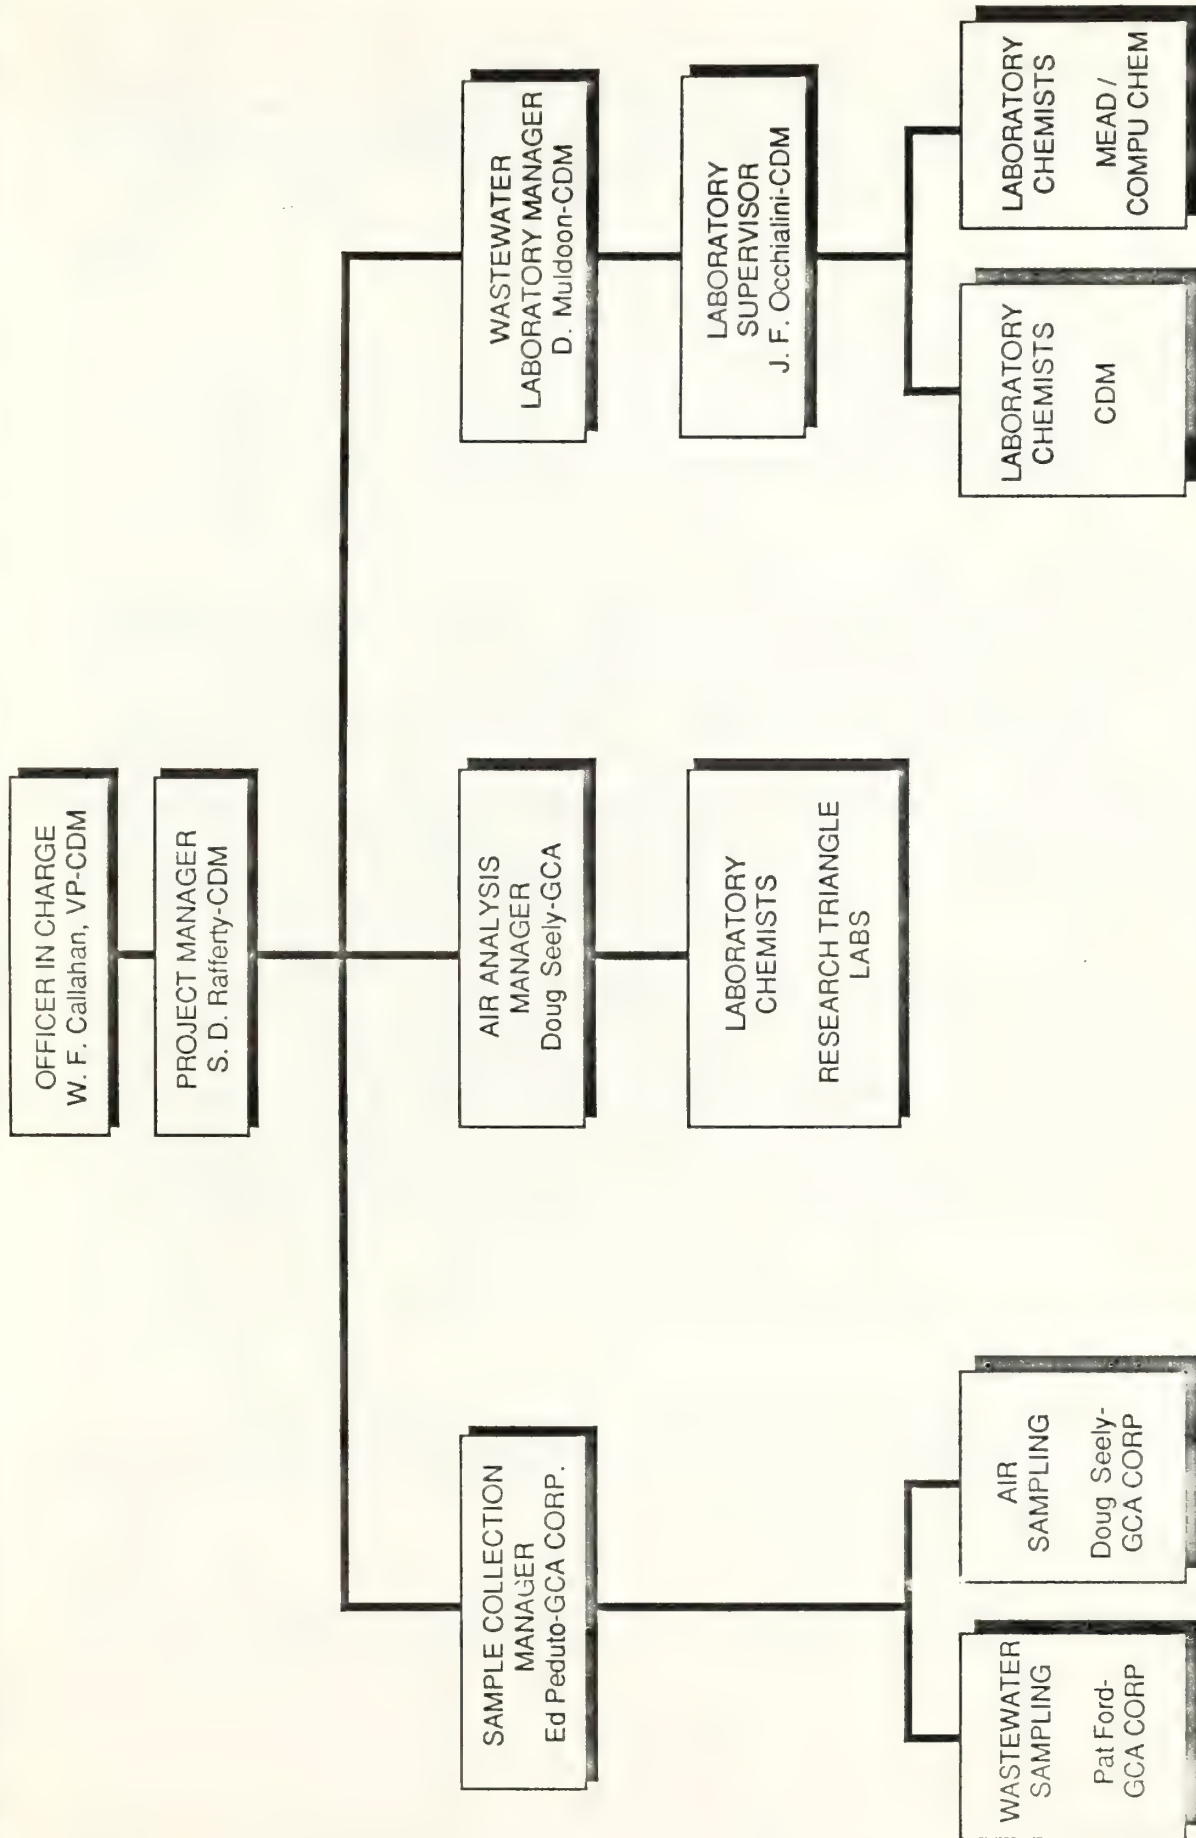 OFFICER IN CHARGE
W. F. Callahan, VP-CDM
PROJECT MANAGER
S. D. Rafferty-CDM
SAMPLE COLLECTION
MANAGER
Ed Peduto-GCA CORP.
AIR ANALYSIS
MANAGER
Doug Seely-GCA
WASTEWATER
LABORATORY MANAGER
D. Muldoon-CDM
LABORATORY
CHEMISTS
RESEARCH TRIANGLE
LABS
LABORATORY
SUPERVISOR
J. F. Occhialini-CDM
WASTEWATER
SAMPLING
Pat Ford-
GCA CORP
AIR
SAMPLING
Doug Seely-
GCA CORP
LABORATORY
CHEMISTS
CDM
LABORATORY
CHEMISTS
MEAD /
COMPU CHEM